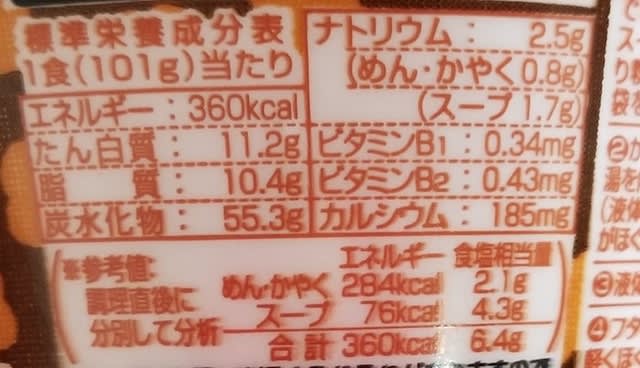 標準栄養成分表
1食(101g)当たり
エネルギー：360kcal
たん白質：11.2g
脂質：10.4g
炭水化物：55.3g
ナトリウム：2.5g
(めん・かやく0.8g)
(スープ1.7g)
ビタミンB1：0.34mg
ビタミンB2：0.43mg
カルシウム：185mg
※参考値:
調理直後に
分別して分析
エネルギー 食塩相当量
めん・かやく 284kcal 2.1g
スープ 76kcal 4.3g
合計 360kcal 6.4g